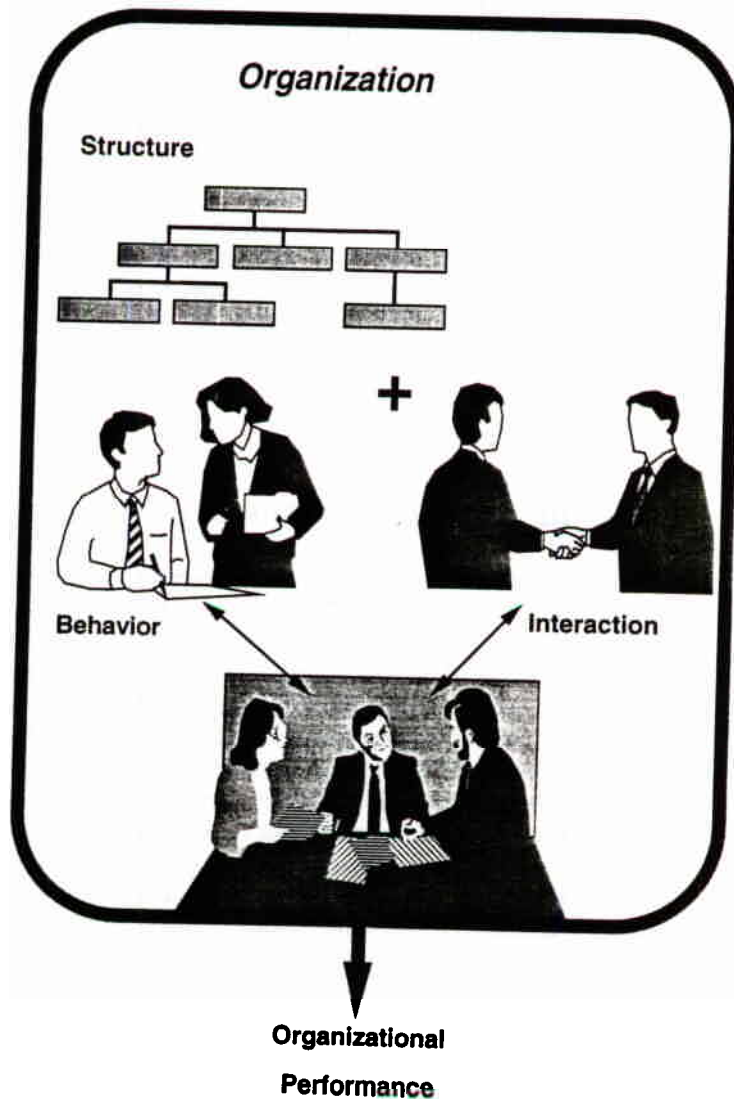 Organization
Structure
+
Behavior
Interaction
Organizational
Performance